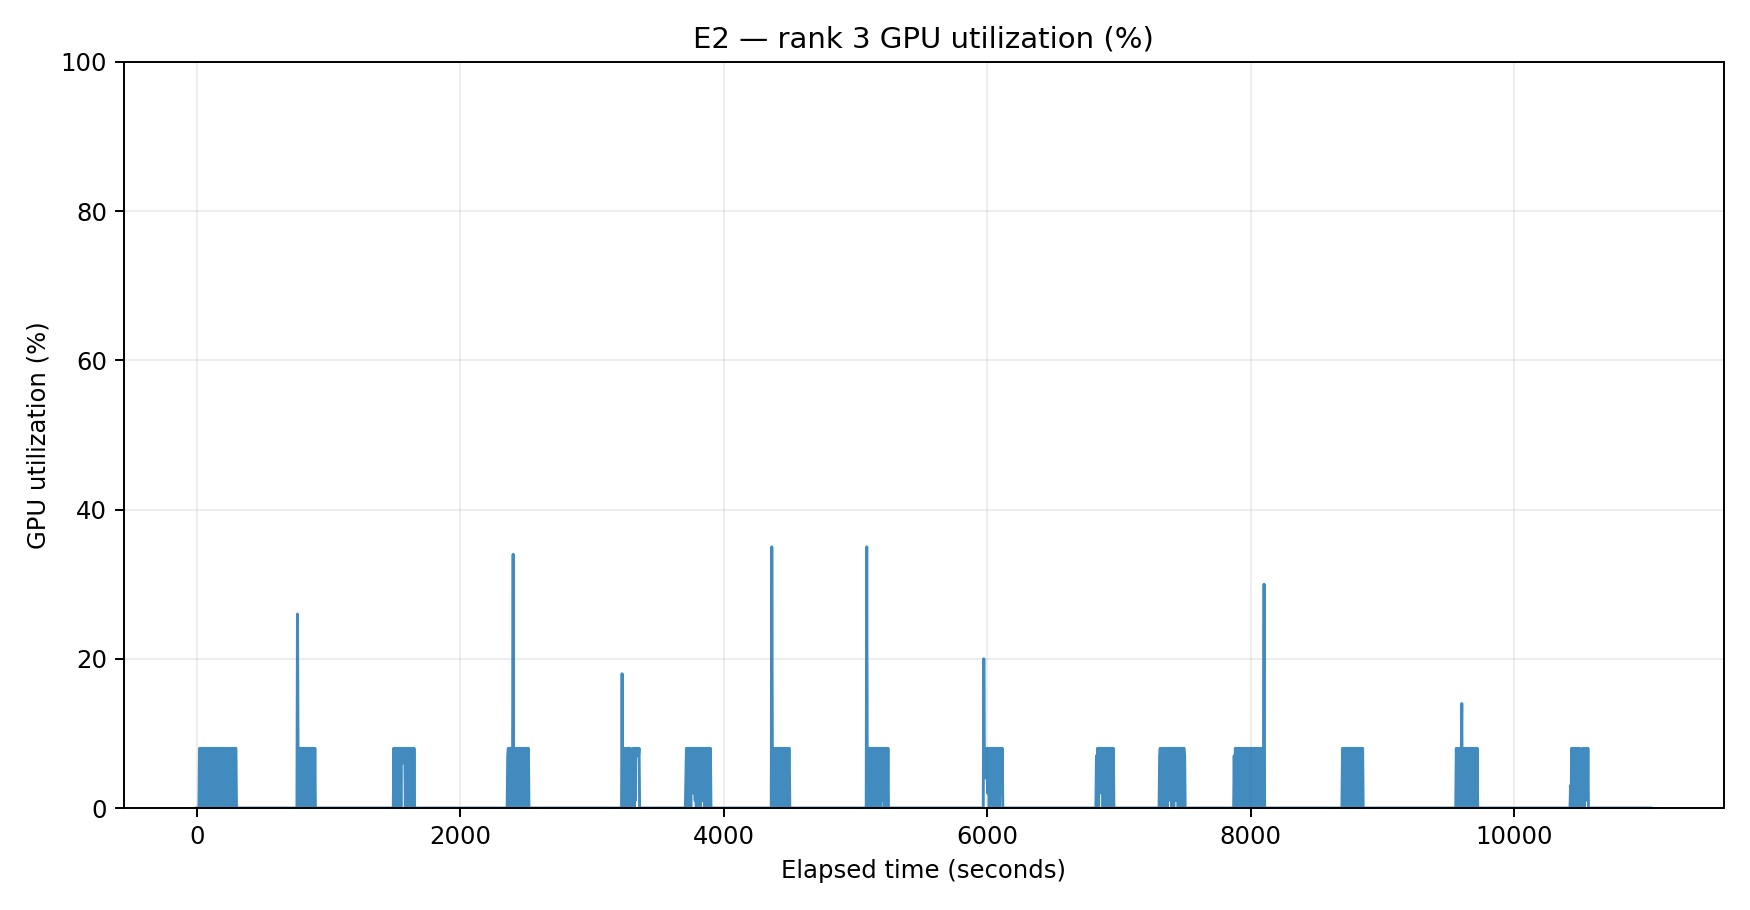 E2 — rank 3 GPU utilization (%)
100
80
60
40
20
0
GPU utilization (%)
0 2000 4000 6000 8000 10000
Elapsed time (seconds)